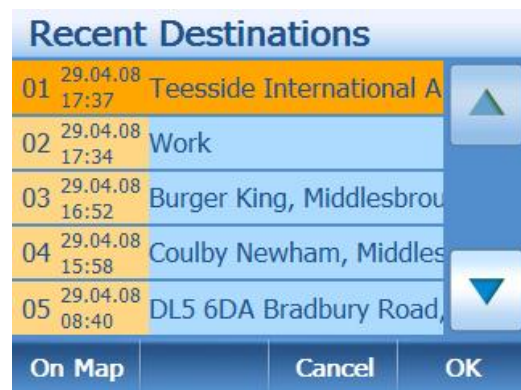 Recent Destinations
01 29.04.08 17:37 Teesside International A
02 29.04.08 17:34 Work
03 29.04.08 16:52 Burger King, Middlesbrou
04 29.04.08 15:58 Coulby Newham, Middles
05 29.04.08 08:40 DL5 6DA Bradbury Road,
On Map Cancel OK